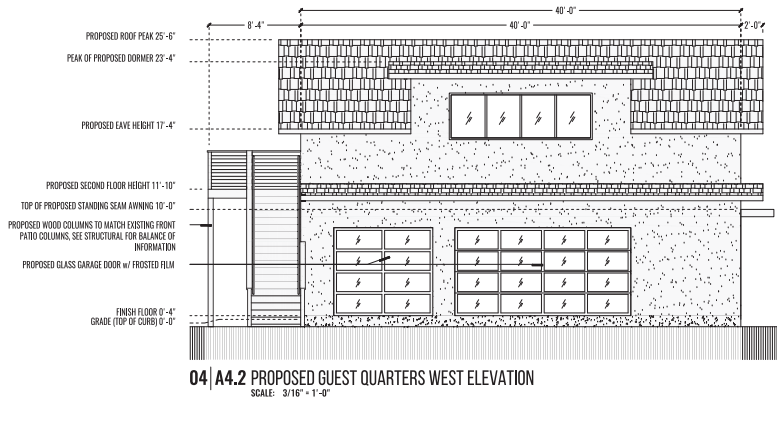 40'-0"
8'-4"
40'-0"
2'-0"
PROPOSED ROOF PEAK 25'-6"
PEAK OF PROPOSED DORMER 23'-4"
PROPOSED EAVE HEIGHT 17'-4"
PROPOSED SECOND FLOOR HEIGHT 11'-10"
TOP OF PROPOSED STANDING SEAM AWNING 10'-0"
PROPOSED WOOD COLUMNS TO MATCH EXISTING FRONT
PATIO COLUMNS, SEE STRUCTURAL FOR BALANCE OF
INFORMATION
PROPOSED GLASS GARAGE DOOR w/ FROSTED FILM
FINISH FLOOR 0'-4"
GRADE (TOP OF CURB) 0'-0"
04 A4.2 PROPOSED GUEST QUARTERS WEST ELEVATION
SCALE: 3/16" = 1'-0"